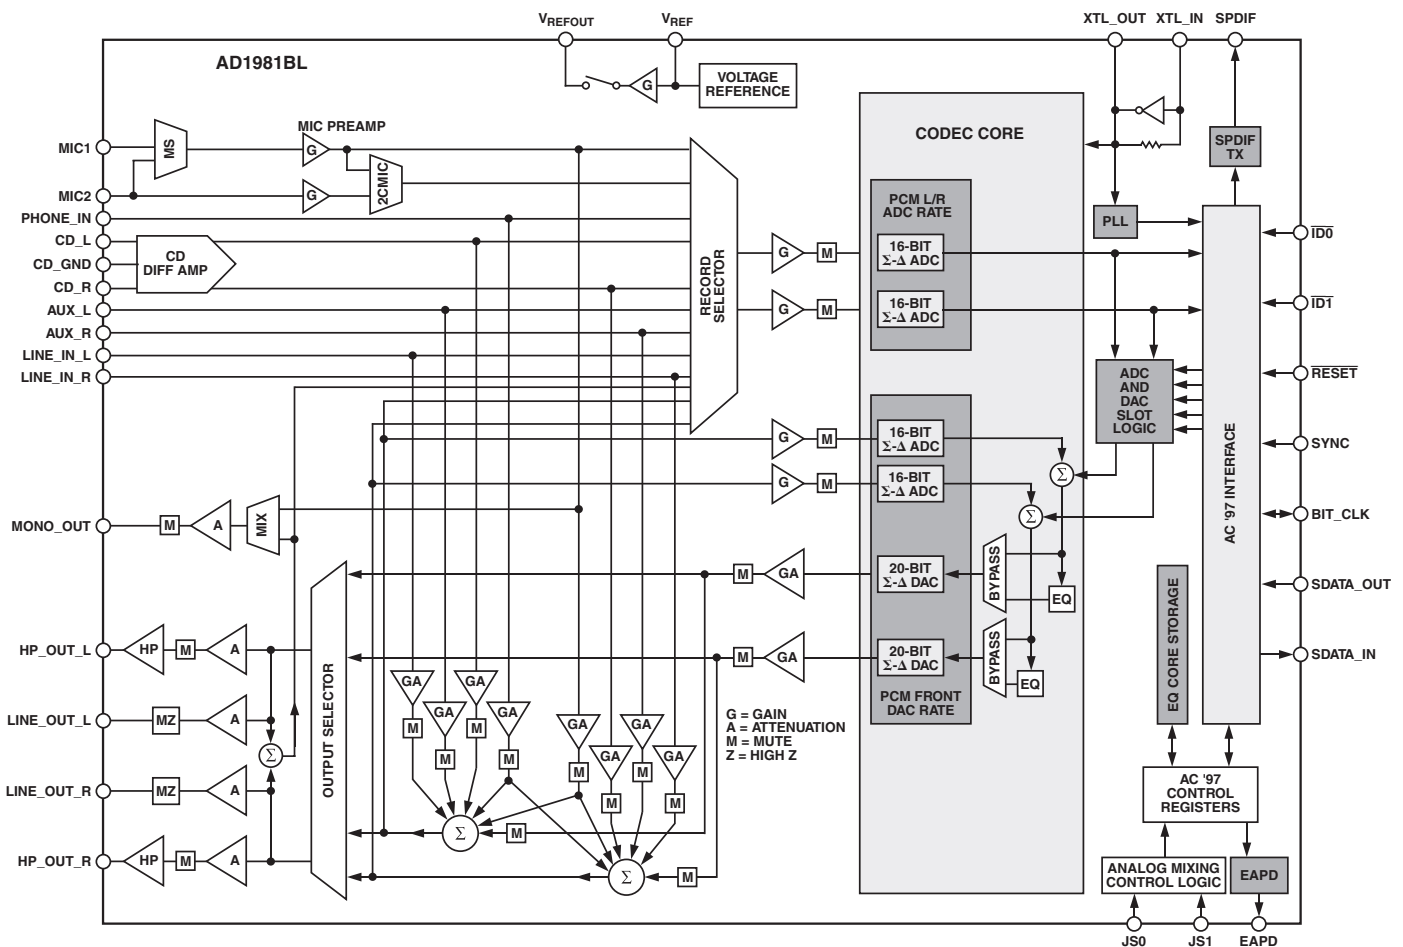 V_REFOUT
V_REF
XTL_OUT
XTL_IN
SPDIF
AD1981BL
G
VOLTAGE
REFERENCE
CODEC CORE
MIC PREAMP
MIC1
MS
G
2CMIC
MIC2
G
SPDIF
TX
PHONE_IN
CD_L
CD_GND
CD_R
CD
DIFF AMP
AUX_L
AUX_R
LINE_IN_L
LINE_IN_R
RECORD
SELECTOR
PCM L/R
ADC RATE
G
M
16-BIT
Σ-Δ ADC
G
M
16-BIT
Σ-Δ ADC
PLL
ID0
ID1
RESET
SYNC
BIT_CLK
SDATA_OUT
SDATA_IN
ADC
AND
DAC
SLOT
LOGIC
AC '97 INTERFACE
G
M
16-BIT
Σ-Δ ADC
G
M
16-BIT
Σ-Δ ADC
Σ
Σ
MONO_OUT
M
A
MIX
M
GA
20-BIT
Σ-Δ DAC
BYPASS
EQ
M
GA
20-BIT
Σ-Δ DAC
BYPASS
EQ
PCM FRONT
DAC RATE
EQ CORE STORAGE
HP_OUT_L
HP
M
A
LINE_OUT_L
MZ
A
Σ
LINE_OUT_R
MZ
A
HP_OUT_R
HP
M
A
OUTPUT SELECTOR
GA
GA
GA
GA
GA
GA
GA
GA
M
M
M
M
M
M
M
M
Σ
M
Σ
M
G = GAIN
A = ATTENUATION
M = MUTE
Z = HIGH Z
AC '97
CONTROL
REGISTERS
ANALOG MIXING
CONTROL LOGIC
EAPD
JS0
JS1
EAPD